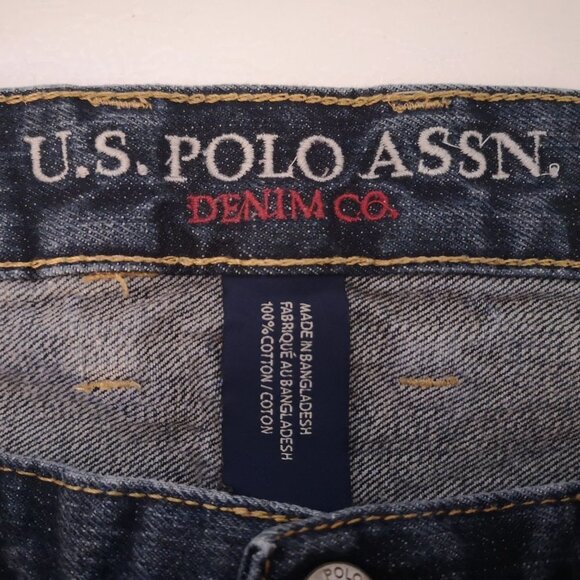 U.S. POLO ASSN.
DENIM CO.
MADE IN BANGLADESH
FABRIQUÉ AU BANGLADESH
100% COTTON / COTON
POLO